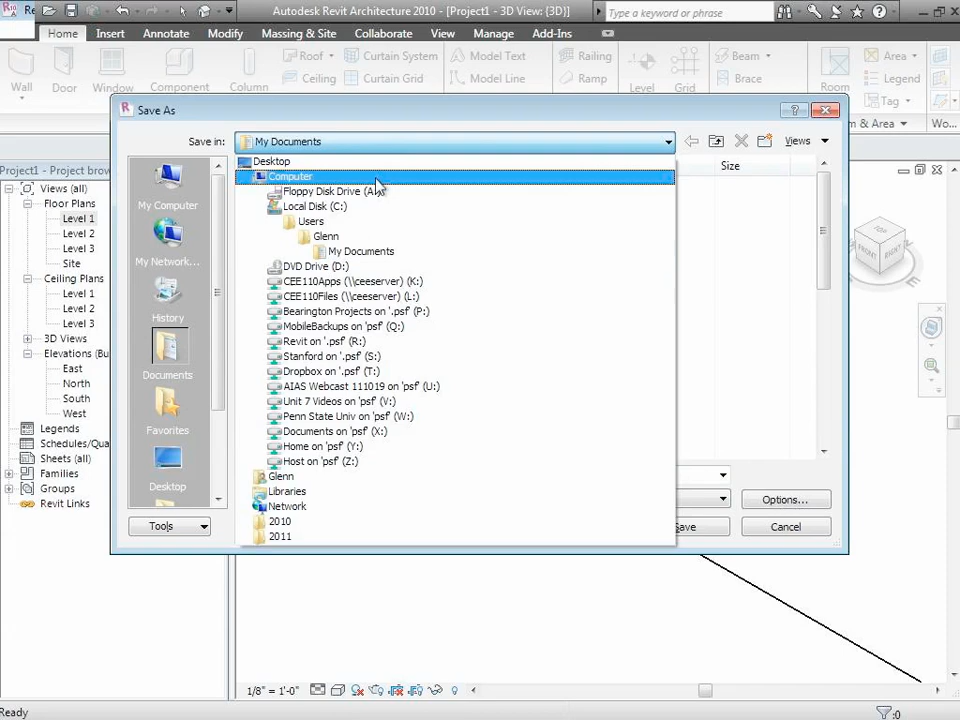 Autodesk Revit Architecture 2010 - [Project1 - 3D View: {3D}]
Type a keyword or phrase
Home Insert Annotate Modify Massing & Site Collaborate View Manage Add-Ins
Roof Curtain System Model Text Railing Beam Area
Ceiling Curtain Grid Model Line Ramp Brace Legend
Wall Door Window Component Column Level Grid Room Tag
m & Area Wo...
Save As
Save in: My Documents Views
Project1 - Project brow
Views (all)
Floor Plans
Level 1
Level 2
Level 3
Site
Ceiling Plans
Level 1
Level 2
Level 3
3D Views
Elevations (Bu
East
North
South
West
Legends
Schedules/Qua
Sheets (all)
Families
Groups
Revit Links
My Computer
My Network...
History
Documents
Favorites
Desktop
Tools
Desktop
Computer
Floppy Disk Drive (A:)
Local Disk (C:)
Users
Glenn
My Documents
DVD Drive (D:)
CEE110Apps (\\ceeserver) (K:)
CEE110Files (\\ceeserver) (L:)
Bearington Projects on '.psf' (P:)
MobileBackups on 'psf' (Q:)
Revit on '.psf' (R:)
Stanford on '.psf' (S:)
Dropbox on '.psf' (T:)
AIAS Webcast 111019 on 'psf' (U:)
Unit 7 Videos on 'psf' (V:)
Penn State Univ on 'psf' (W:)
Documents on 'psf' (X:)
Home on 'psf' (Y:)
Host on 'psf' (Z:)
Glenn
Libraries
Network
2010
2011
Size
Options...
Save Cancel
TOP
FRONT RIGHT
1/8" = 1'-0"
Ready :0